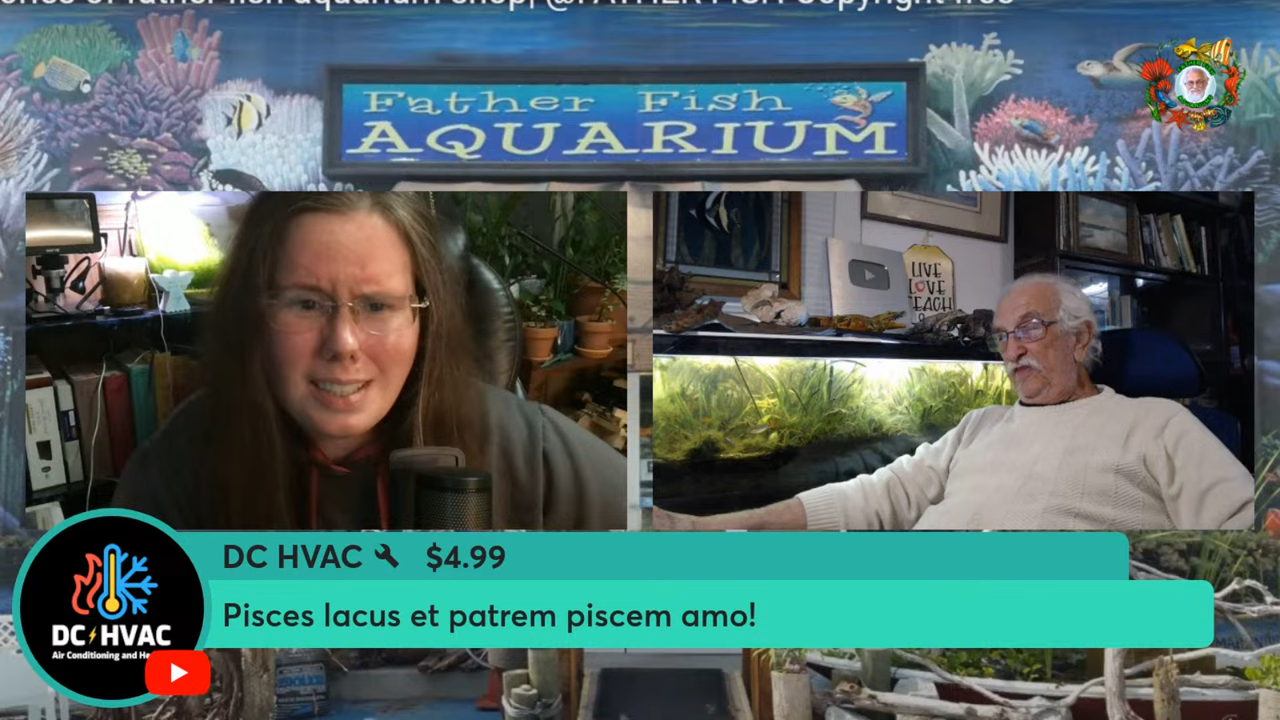 Father Fish
AQUARIUM
LIVE
LOVE
TEACH
DC HVAC $4.99
Pisces lacus et patrem piscem amo!
DC HVAC
Air Conditioning and